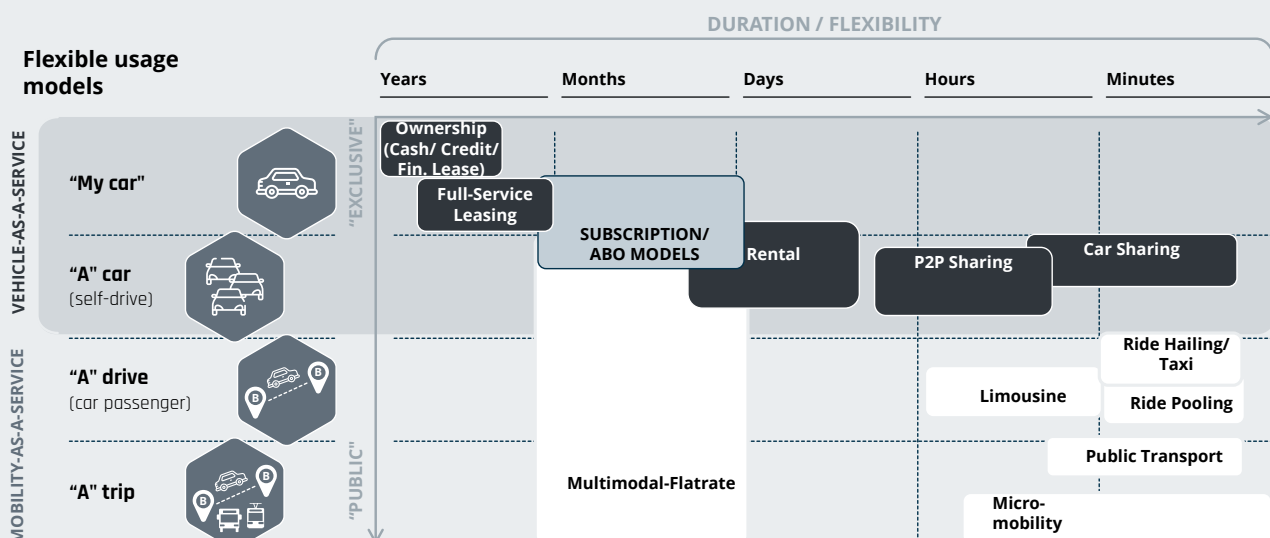 DURATION / FLEXIBILITY
Flexible usage
models
Years
Months
Days
Hours
Minutes
VEHICLE-AS-A-SERVICE
"EXCLUSIVE"
Ownership
(Cash/ Credit/
Fin. Lease)
“My car"
Full-Service
Leasing
SUBSCRIPTION/
ABO MODELS
Rental
P2P Sharing
Car Sharing
“A" car
(self-drive)
MOBILITY-AS-A-SERVICE
Ride Hailing/
Taxi
“A" drive
(car passenger)
B
B
Limousine
Ride Pooling
"PUBLIC"
Public Transport
“A" trip
B
B
Multimodal-Flatrate
Micro-
mobility